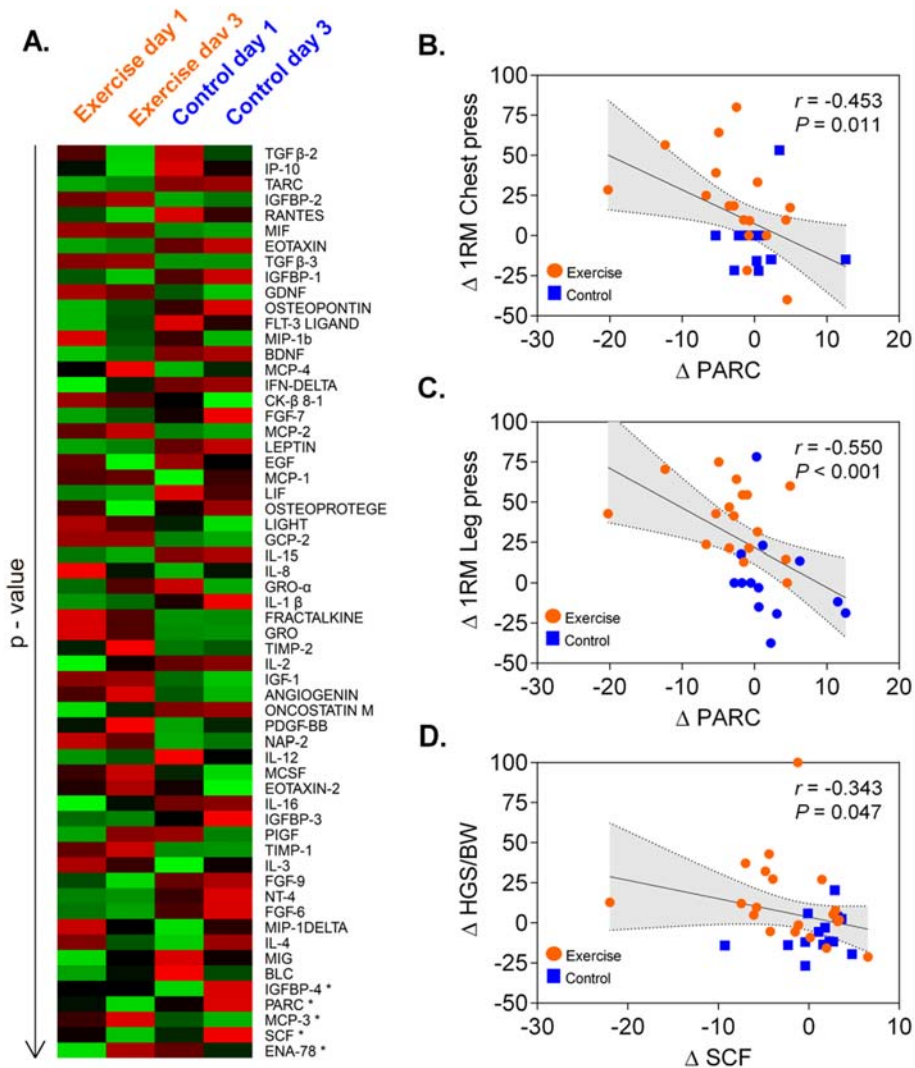 A.
Exercise day 1
Exercise dav 3
Control day 1
Control day 3
p - value
TGFβ-2
IP-10
TARC
IGFBP-2
RANTES
MIF
EOTAXIN
TGFβ-3
IGFBP-1
GDNF
OSTEOPONTIN
FLT-3 LIGAND
MIP-1b
BDNF
MCP-4
IFN-DELTA
CK-β 8-1
FGF-7
MCP-2
LEPTIN
EGF
MCP-1
LIF
OSTEOPROTEGE
LIGHT
GCP-2
IL-15
IL-8
GRO-α
IL-1 β
FRACTALKINE
GRO
TIMP-2
IL-2
IGF-1
ANGIOGENIN
ONCOSTATIN M
PDGF-BB
NAP-2
IL-12
MCSF
EOTAXIN-2
IL-16
IGFBP-3
PIGF
TIMP-1
IL-3
FGF-9
NT-4
FGF-6
MIP-1DELTA
IL-4
MIG
BLC
IGFBP-4 *
PARC *
MCP-3 *
SCF *
ENA-78 *
B.
Δ 1RM Chest press
100
75
50
25
0
-25
-50
r = -0.453
P = 0.011
Exercise
Control
-30 -20 -10 0 10 20
Δ PARC
C.
Δ 1RM Leg press
100
75
50
25
0
-25
-50
r = -0.550
P < 0.001
Exercise
Control
-30 -20 -10 0 10 20
Δ PARC
D.
Δ HGS/BW
100
75
50
25
0
-25
-50
r = -0.343
P = 0.047
Exercise
Control
-30 -20 -10 0 10
Δ SCF